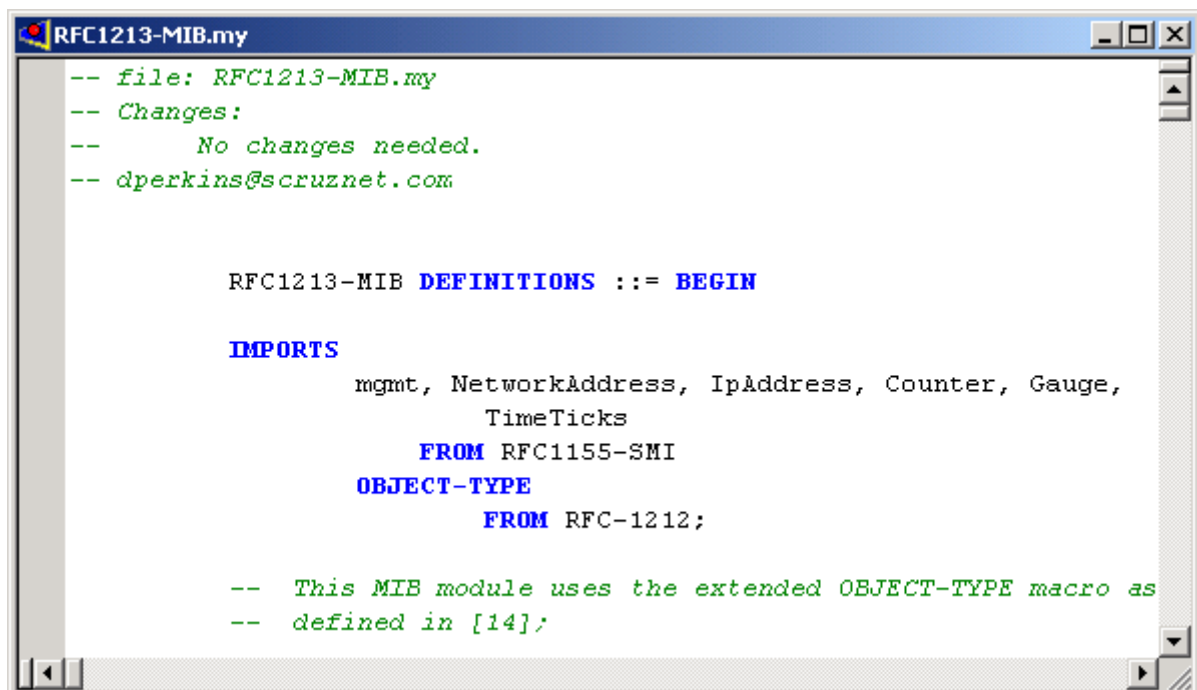 RFC1213-MIB.my
-- file: RFC1213-MIB.my
-- Changes:
-- No changes needed.
-- dperkins@scruznet.com
RFC1213-MIB DEFINITIONS ::= BEGIN
IMPORTS
mgmt, NetworkAddress, IpAddress, Counter, Gauge,
TimeTicks
FROM RFC1155-SMI
OBJECT-TYPE
FROM RFC-1212;
-- This MIB module uses the extended OBJECT-TYPE macro as
-- defined in [14];